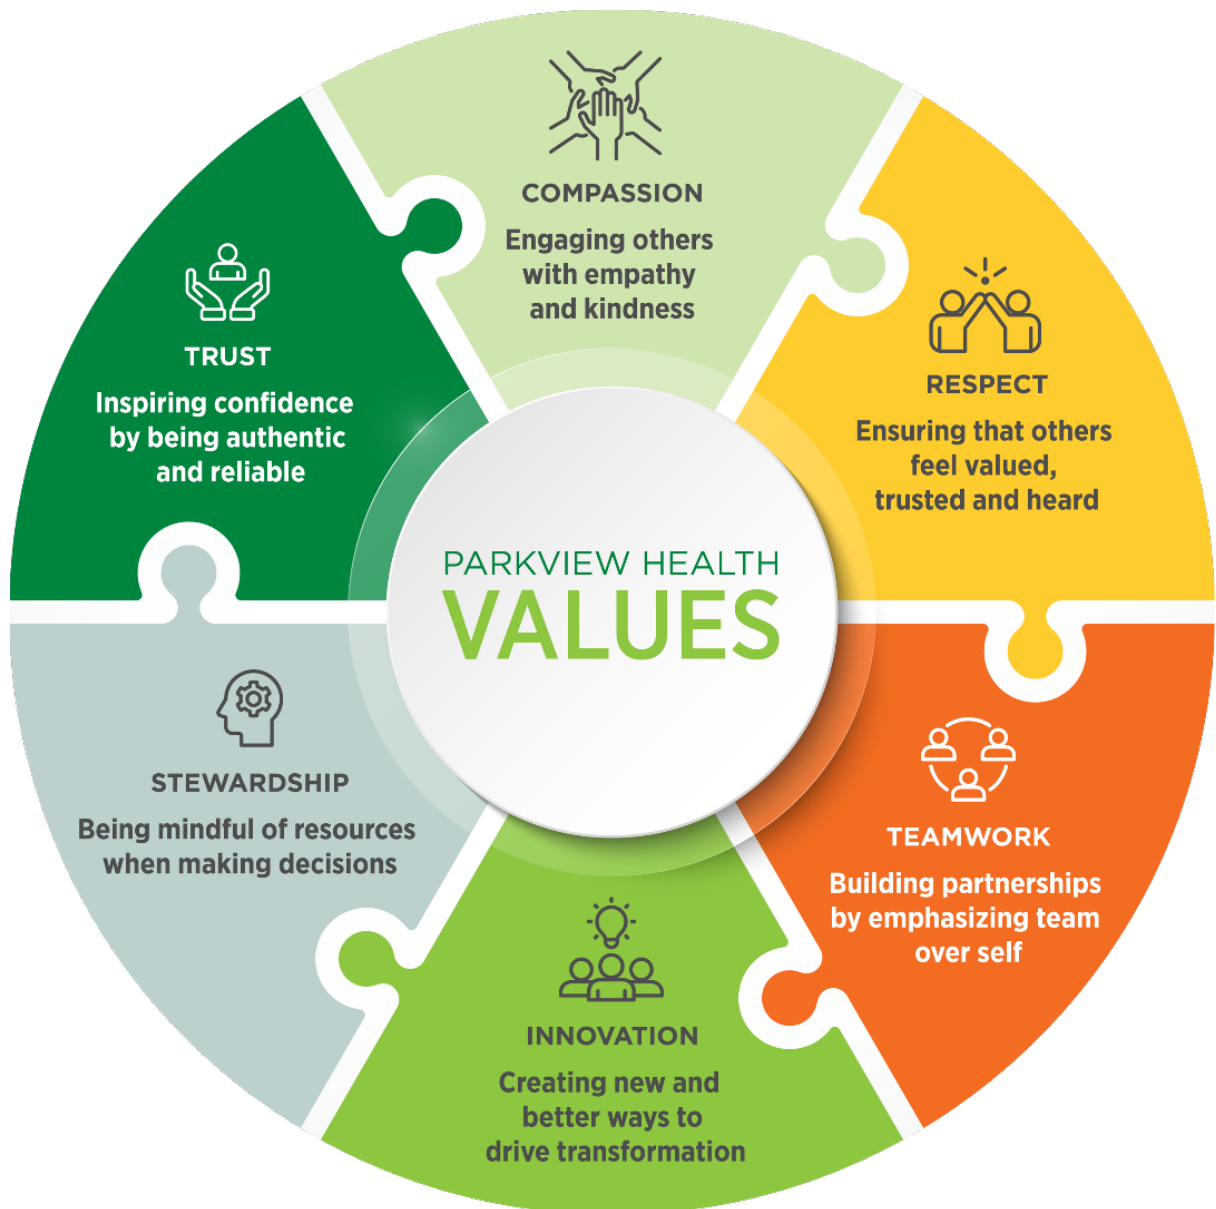 COMPASSION
Engaging others
with empathy
and kindness
RESPECT
Ensuring that others
feel valued,
trusted and heard
TEAMWORK
Building partnerships
by emphasizing team
over self
INNOVATION
Creating new and
better ways to
drive transformation
STEWARDSHIP
Being mindful of resources
when making decisions
TRUST
Inspiring confidence
by being authentic
and reliable
PARKVIEW HEALTH
VALUES